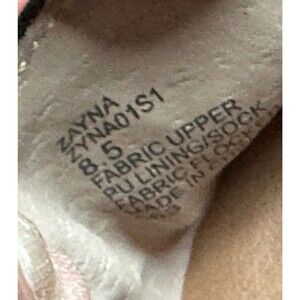 ZAYNA
ZYNA01S1
8.5
FABRIC UPPER
PU LINING/SOCK
FABRIC
MADE IN